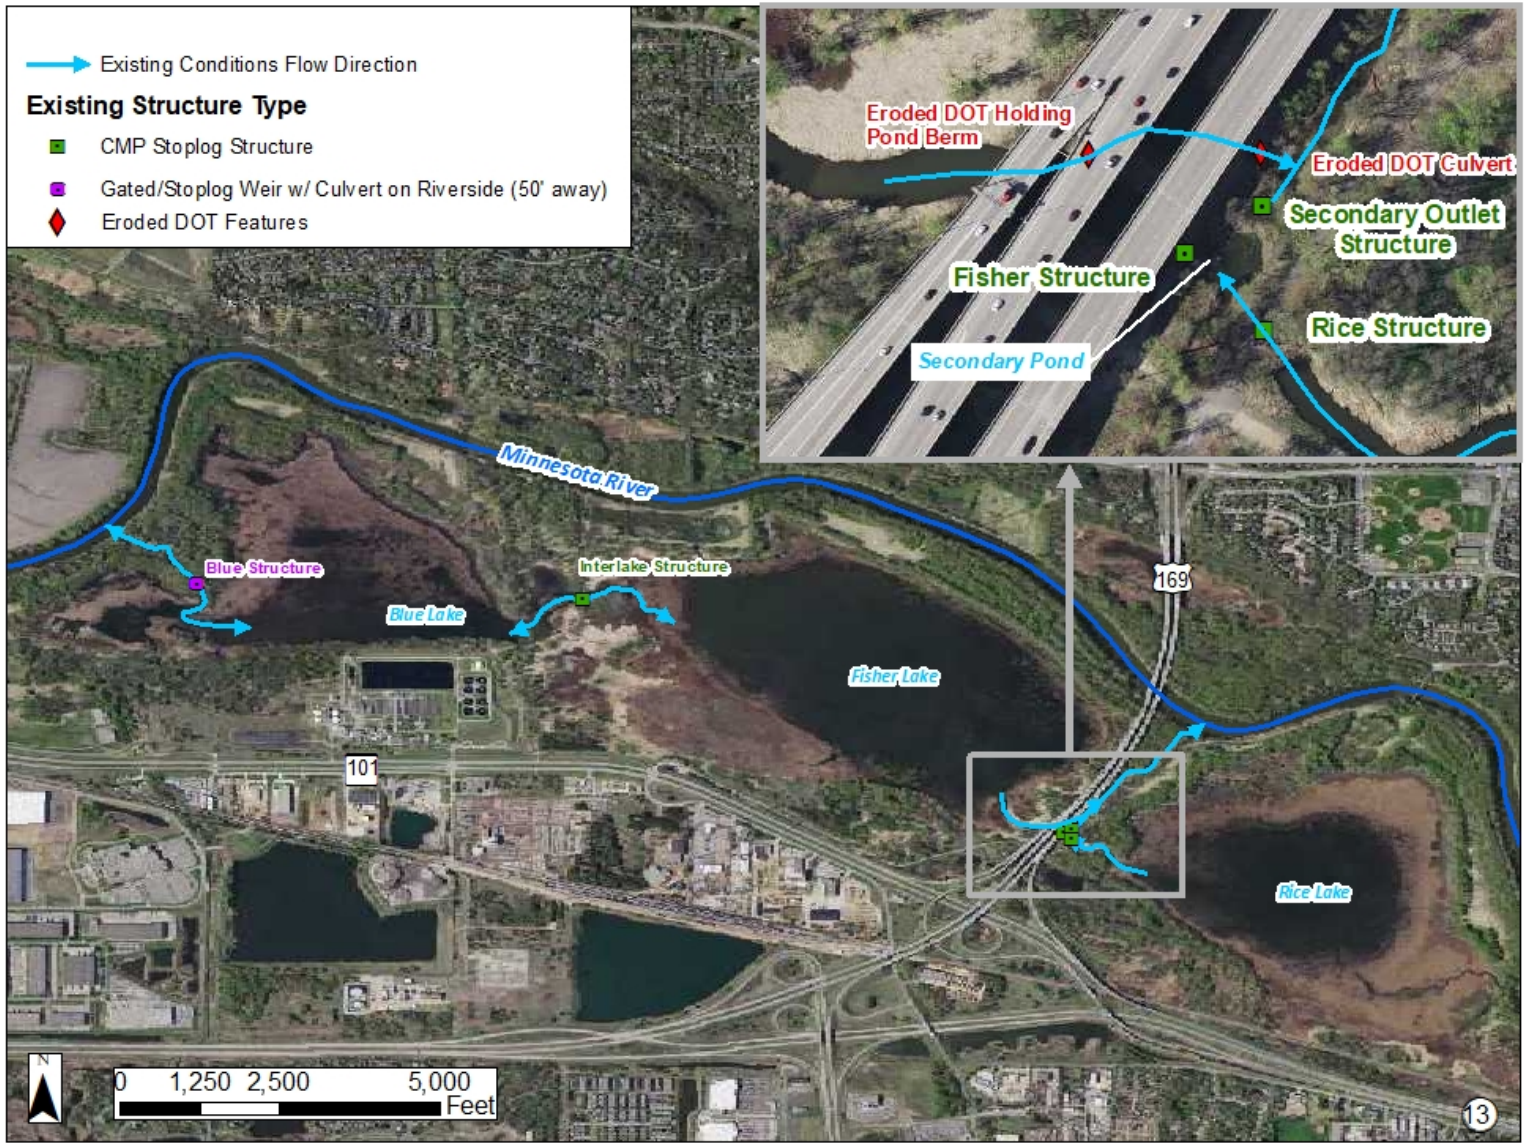 Existing Conditions Flow Direction
Existing Structure Type
CMP Stoplog Structure
Gated/Stoplog Weir w/ Culvert on Riverside (50' away)
Eroded DOT Features
Eroded DOT Holding
Pond Berm
Eroded DOT Culvert
Secondary Outlet
Structure
Fisher Structure
Rice Structure
Secondary Pond
Minnesota River
Blue Structure
Interlake Structure
169
Blue Lake
Fisher Lake
101
Rice Lake
N
0 1,250 2,500 5,000
Feet
13